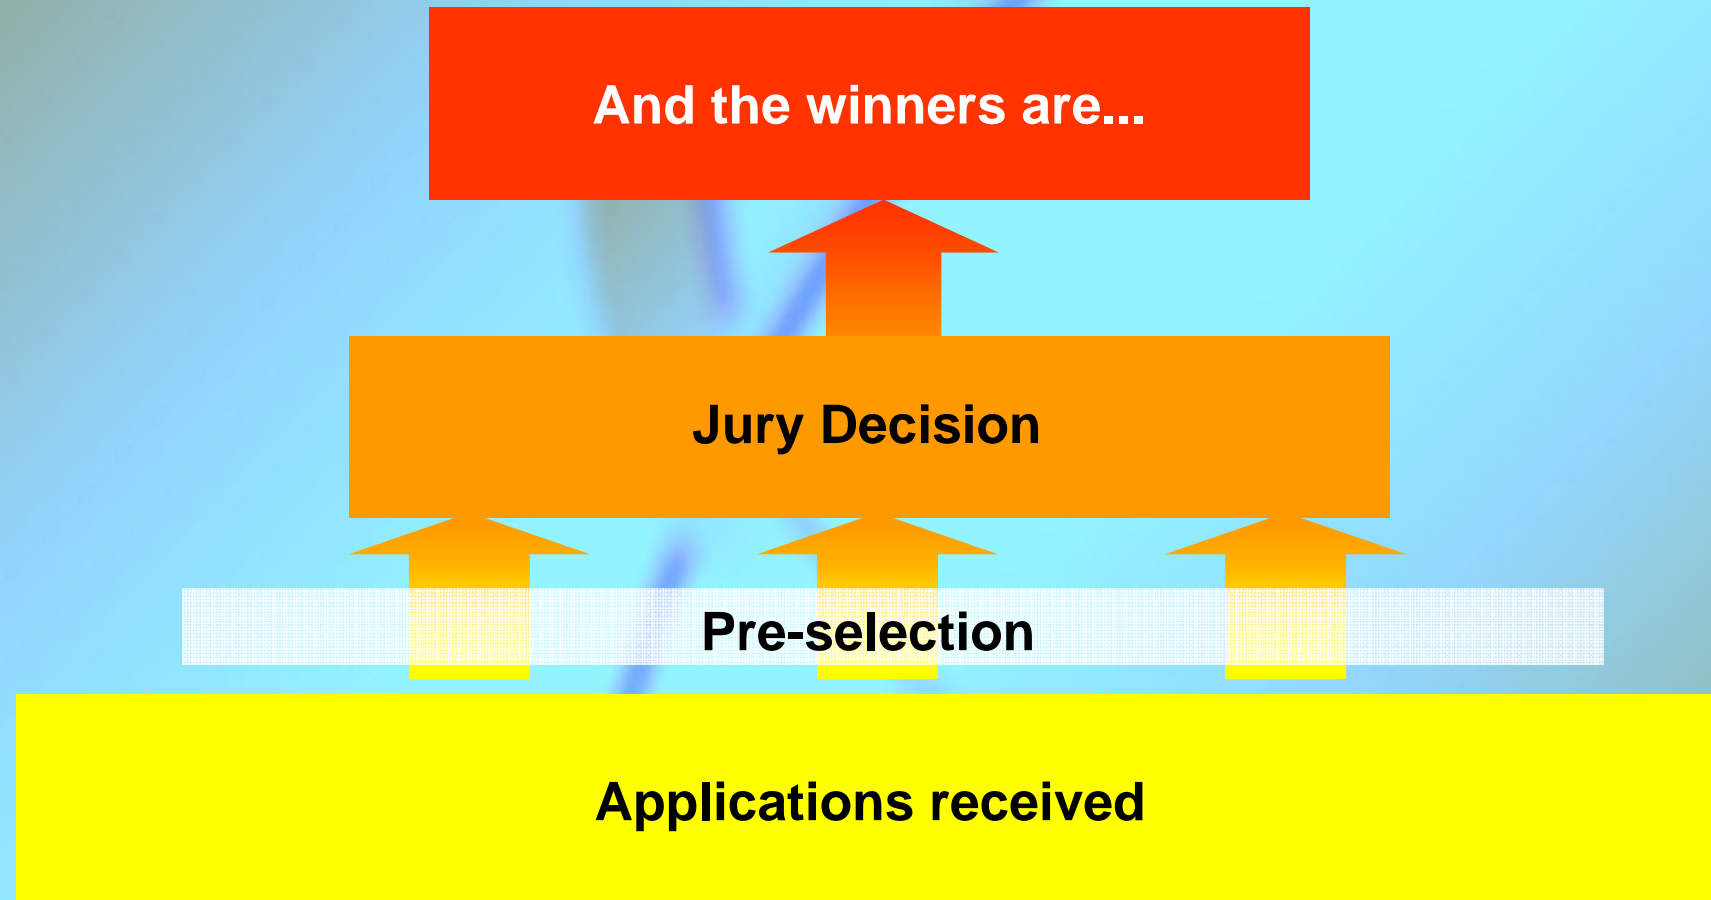 And the winners are...
Jury Decision
Pre-selection
Applications received